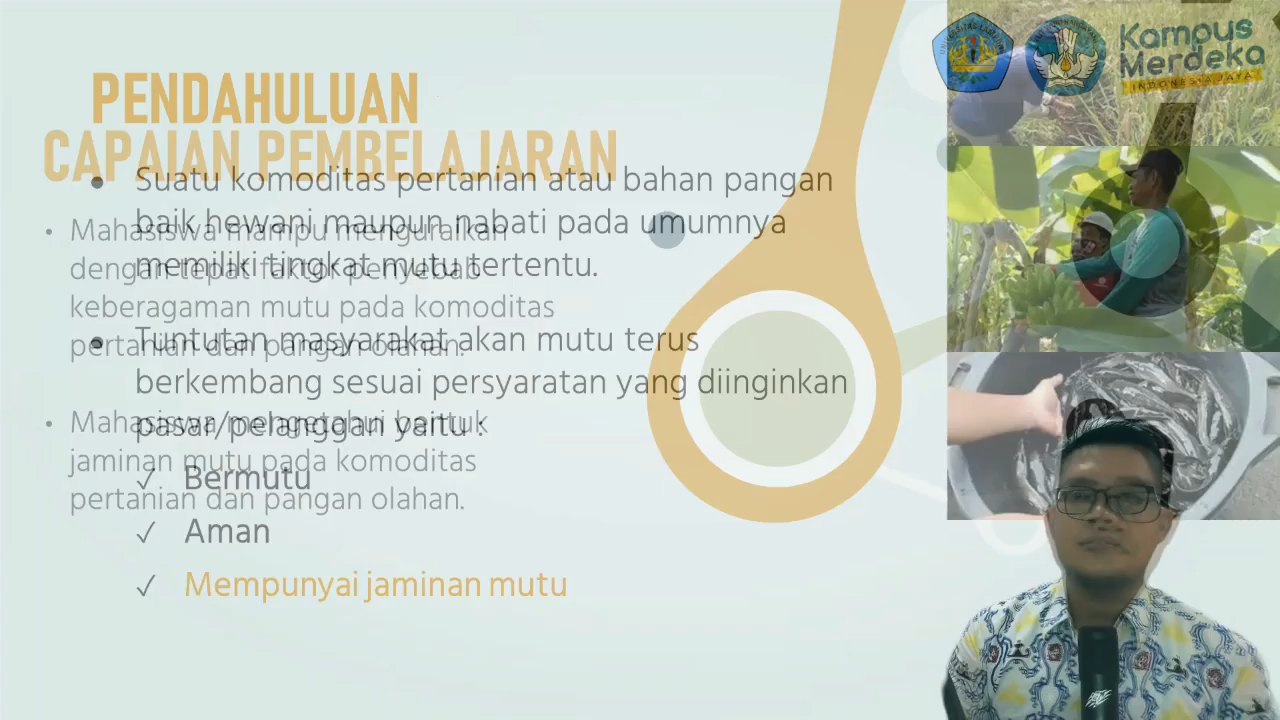 PENDAHULUAN
Suatu komoditas pertanian atau bahan pangan
baik hewani maupun nabati pada umumnya
memiliki tingkat mutu tertentu.
Tuntutan masyarakat akan mutu terus
berkembang sesuai persyaratan yang diinginkan
pasar/pelanggan yaitu :
✓ Bermutu
✓ Aman
✓ Mempunyai jaminan mutu
CAPAIAN PEMBELAJARAN
Mahasiswa mampu menguraikan
dengan tepat faktor penyebab
keberagaman mutu pada komoditas
pertanian dan pangan olahan.
Mahasiswa mengetahui bentuk
jaminan mutu pada komoditas
pertanian dan pangan olahan.
Kampus
Merdeka
INDONESIA JAYA